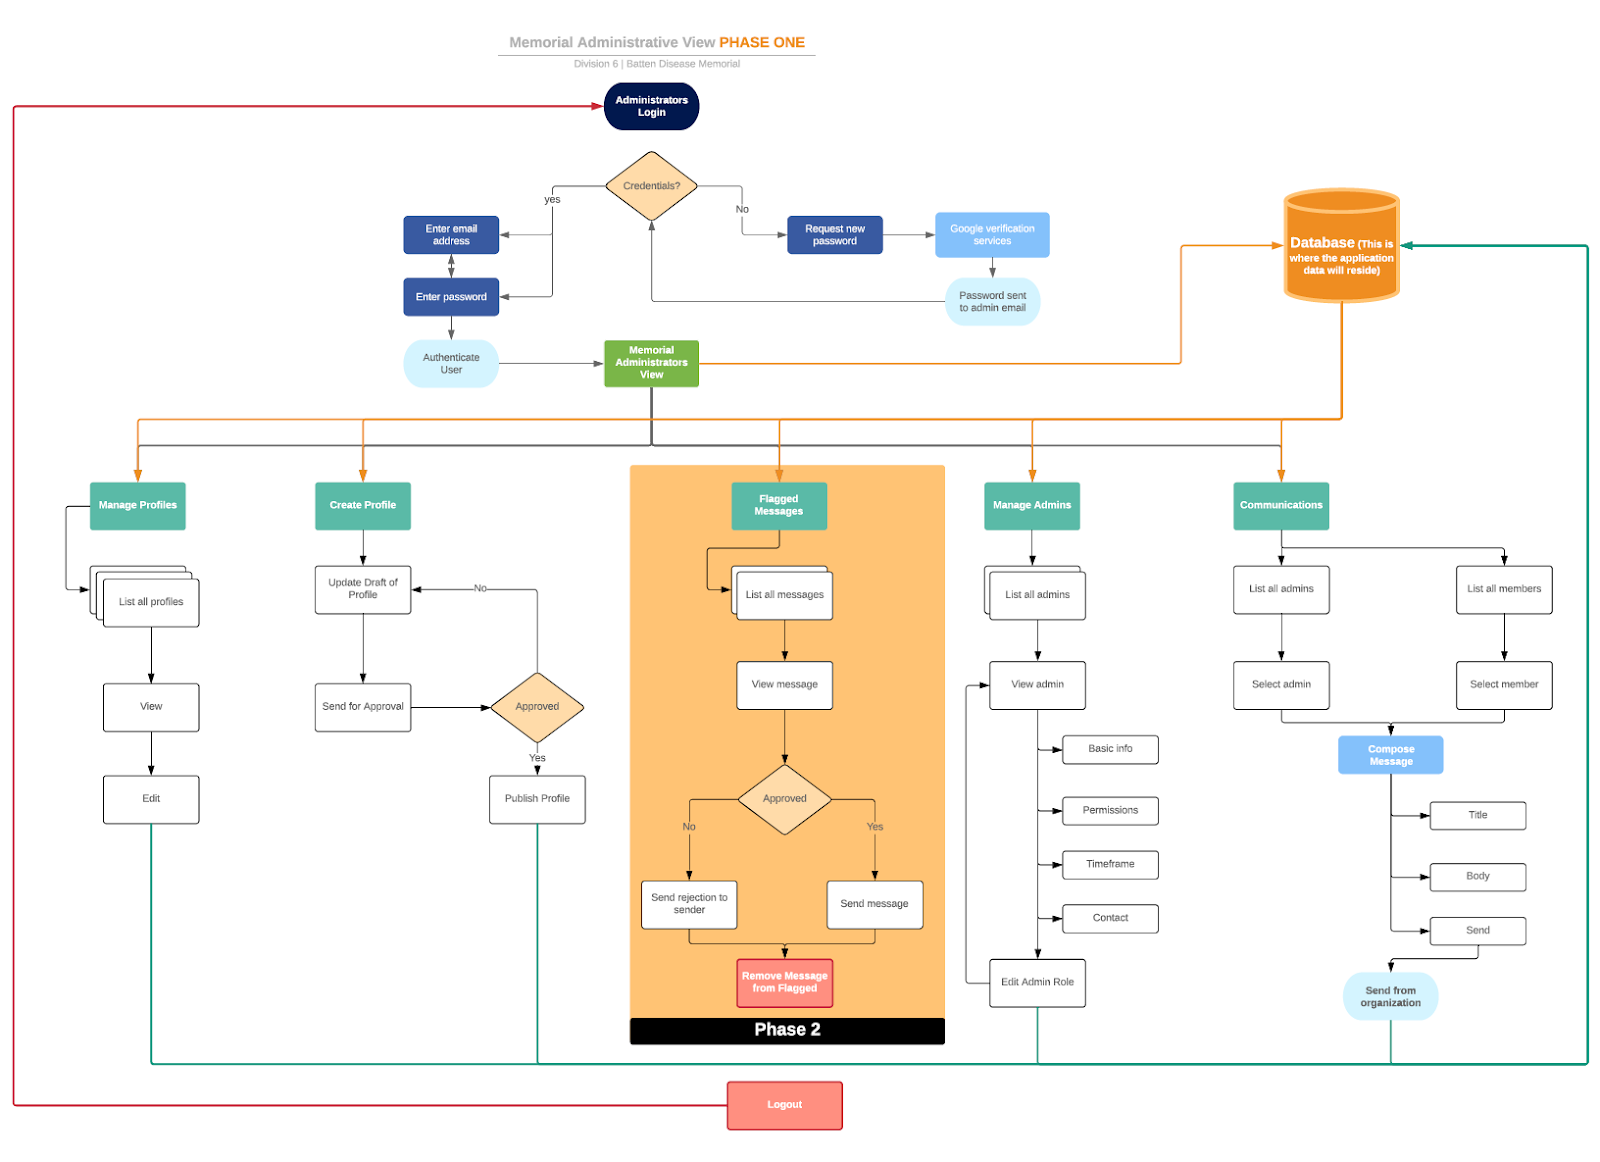 Memorial Administrative View PHASE ONE
Division 6 | Batten Disease Memorial
Administrators
Login
Credentials?
yes
No
Enter email
address
Request new
password
Google verification
services
Database (This is
where the application
data will reside)
Enter password
Password sent
to admin email
Authenticate
User
Memorial
Administrators
View
Manage Profiles
Create Profile
Flagged
Messages
Manage Admins
Communications
List all profiles
Update Draft of
Profile
No
List all messages
List all admins
List all admins
List all members
View
Send for Approval
Approved
View message
View admin
Select admin
Select member
Yes
Basic info
Compose
Message
Edit
Publish Profile
Approved
Permissions
Title
No
Yes
Timeframe
Body
Send rejection to
sender
Send message
Contact
Send
Remove Message
from Flagged
Edit Admin Role
Send from
organization
Phase 2
Logout